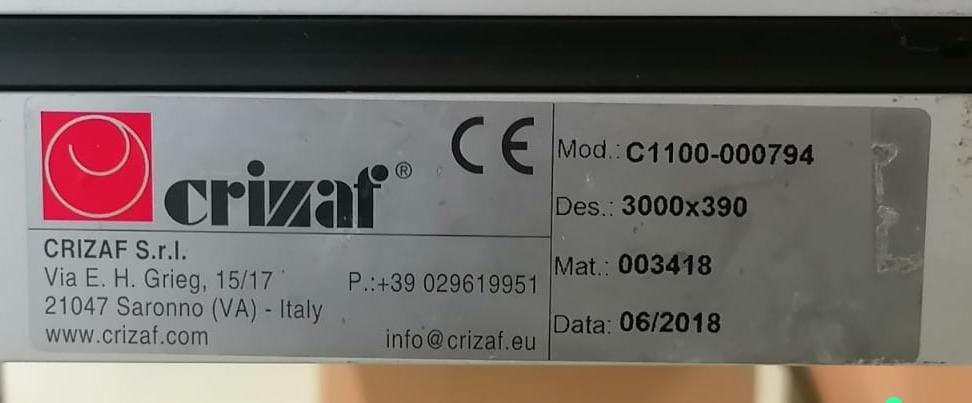 crizaf®
CE
CRIZAF S.r.l.
Via E. H. Grieg, 15/17
P.:+39 029619951
21047 Saronno (VA) - Italy
www.crizaf.com
info@crizaf.eu
Mod.: C1100-000794
Des.: 3000x390
Mat.: 003418
Data: 06/2018